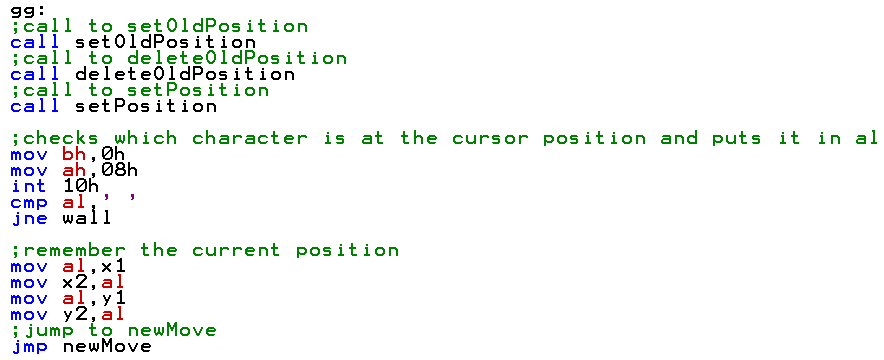 gg:
;call to setOldPosition
call setOldPosition
;call to deleteOldPosition
call deleteOldPosition
;call to setPosition
call setPosition
;checks which character is at the cursor position and puts it in al
mov bh,0h
mov ah,08h
int 10h
cmp al,' '
jne wall
;remember the current position
mov al,x1
mov x2,al
mov al,y1
mov y2,al
;jump to newMove
jmp newMove